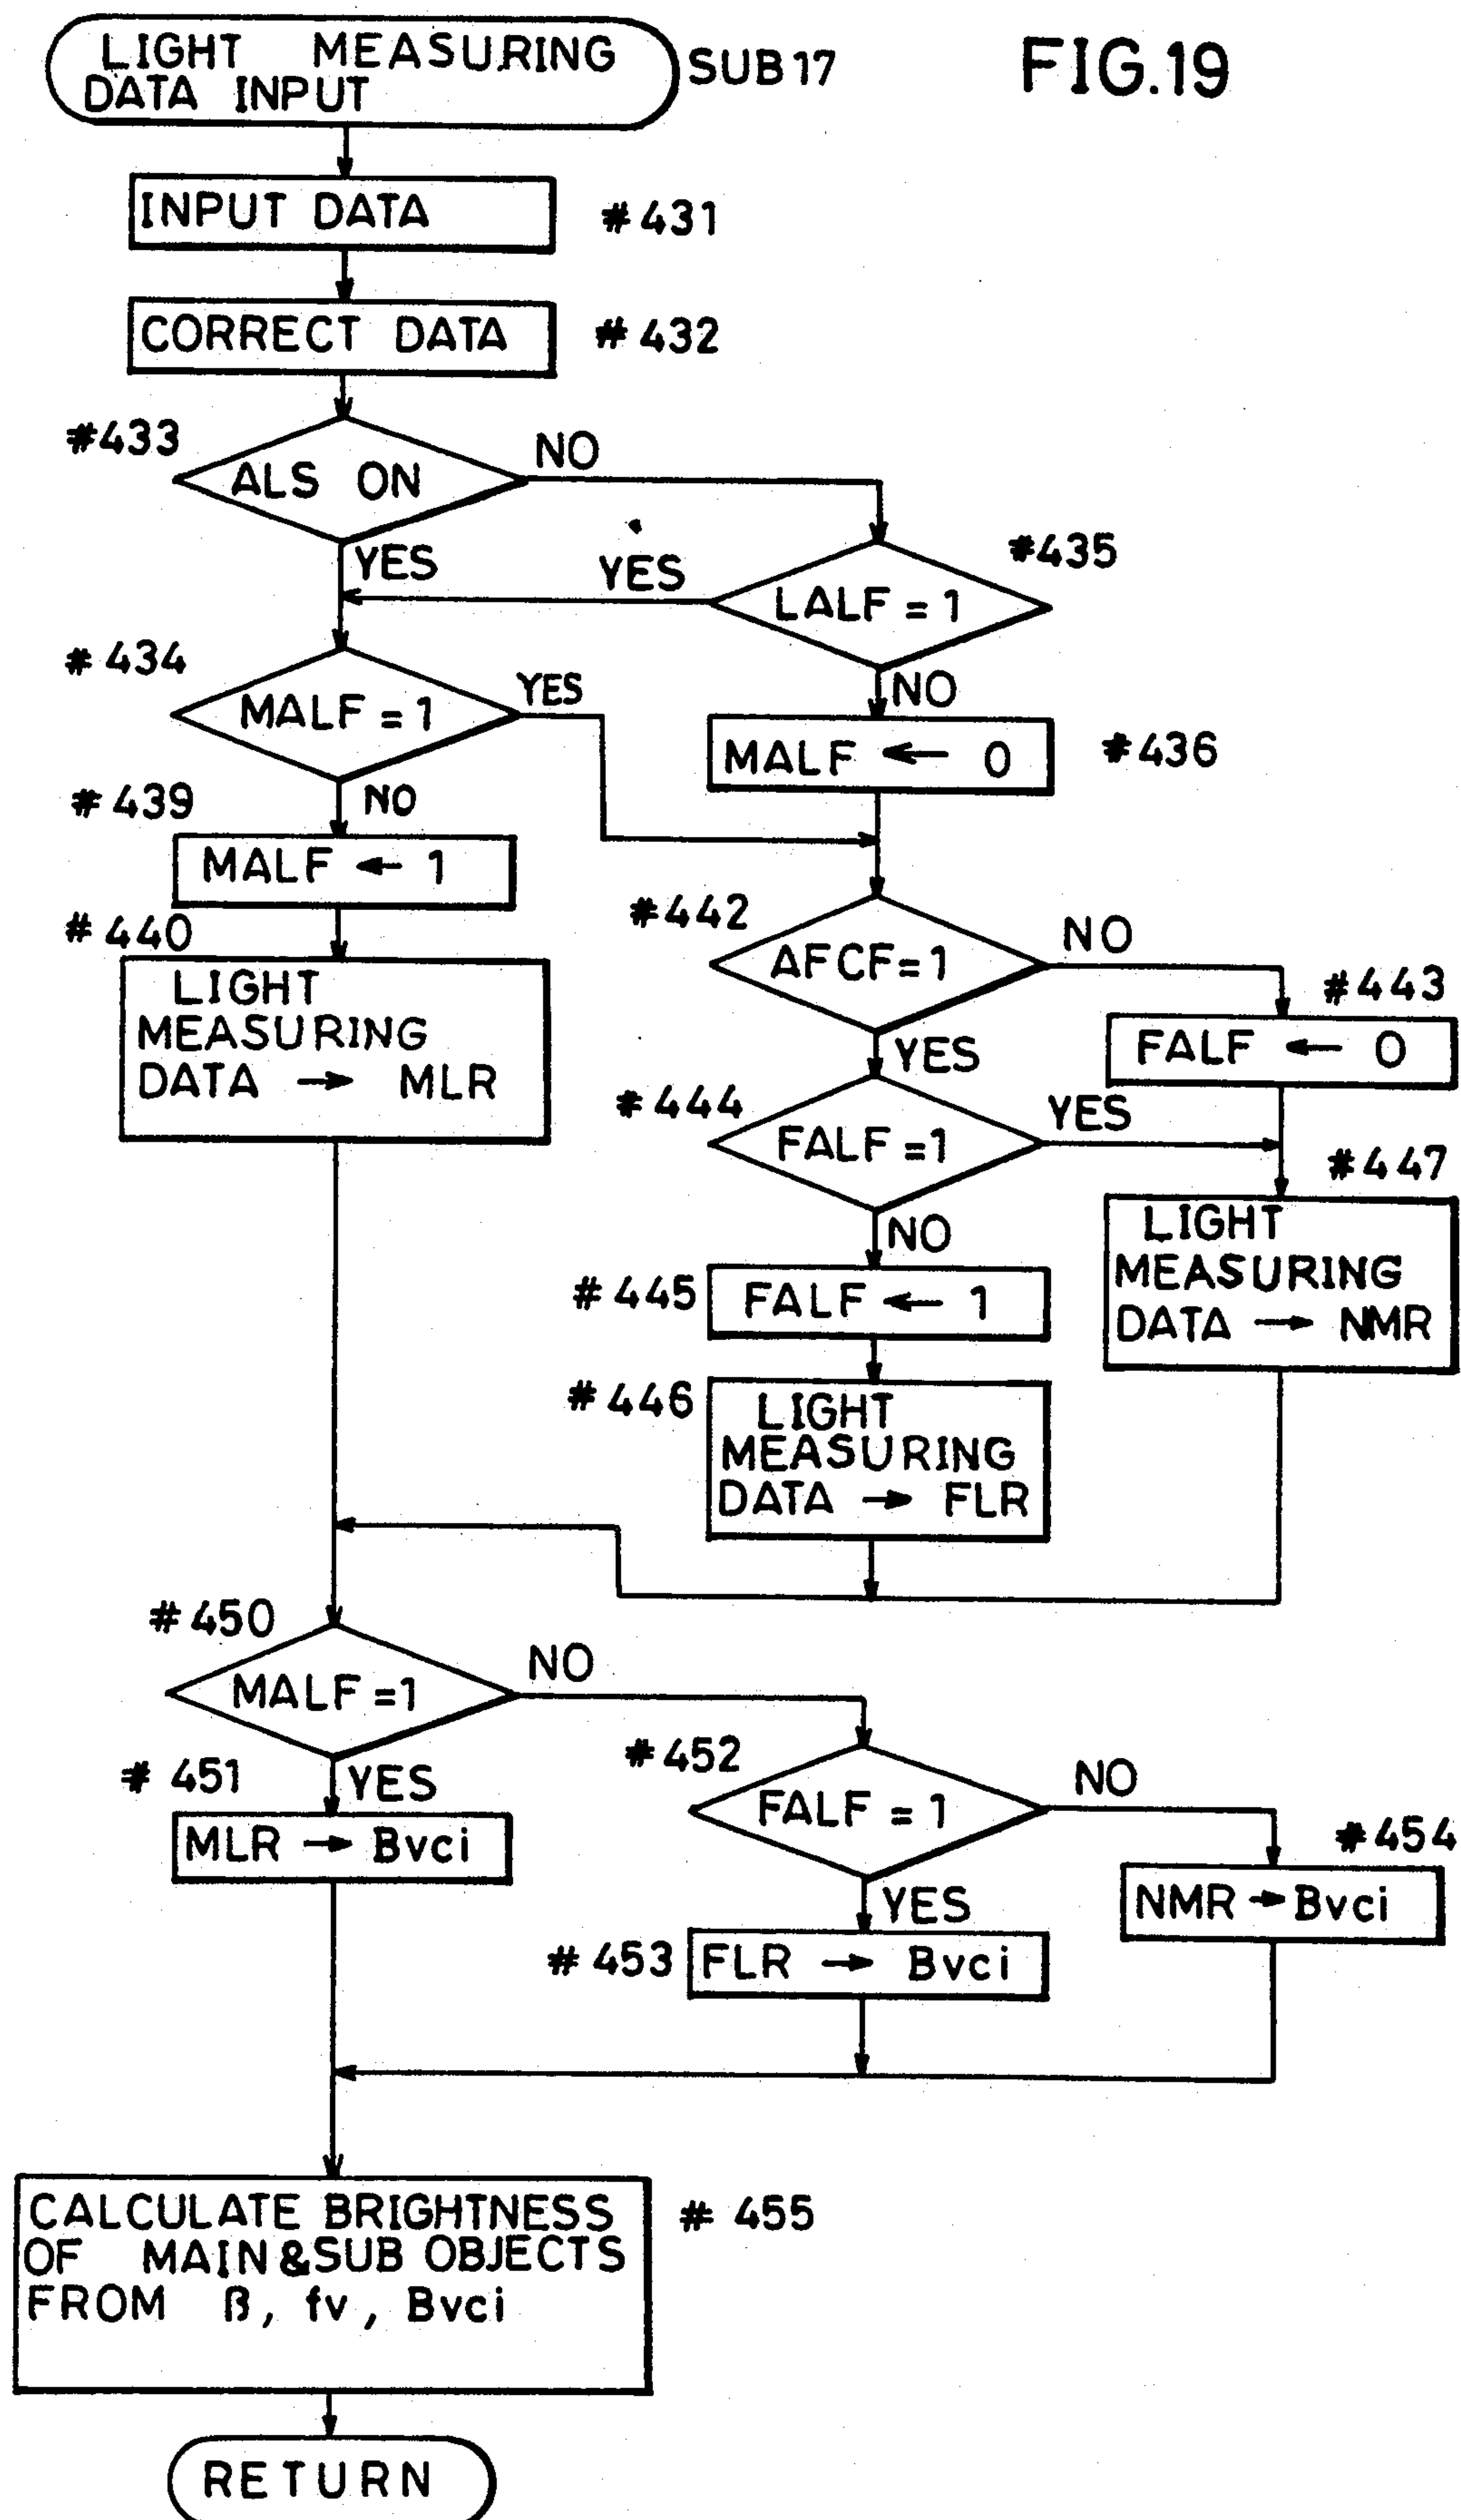 LIGHT MEASURING
DATA INPUT
SUB17
FIG.19
INPUT DATA
#431
CORRECT DATA
#432
#433
ALS ON
NO
YES
YES
#435
LALF = 1
#434
MALF = 1
YES
NO
MALF ← 0
#436
#439
NO
MALF ← 1
#440
LIGHT
MEASURING
DATA → MLR
#442
AFCF=1
NO
#443
FALF ← 0
YES
#444
FALF =1
YES
#447
LIGHT
MEASURING
DATA → NMR
NO
#445
FALF ← 1
#446
LIGHT
MEASURING
DATA → FLR
#450
MALF =1
NO
#451
YES
MLR → Bvci
#452
FALF = 1
NO
#454
NMR → Bvci
YES
#453
FLR → Bvci
CALCULATE BRIGHTNESS
OF MAIN&SUB OBJECTS
FROM β, fv, Bvci
#455
RETURN